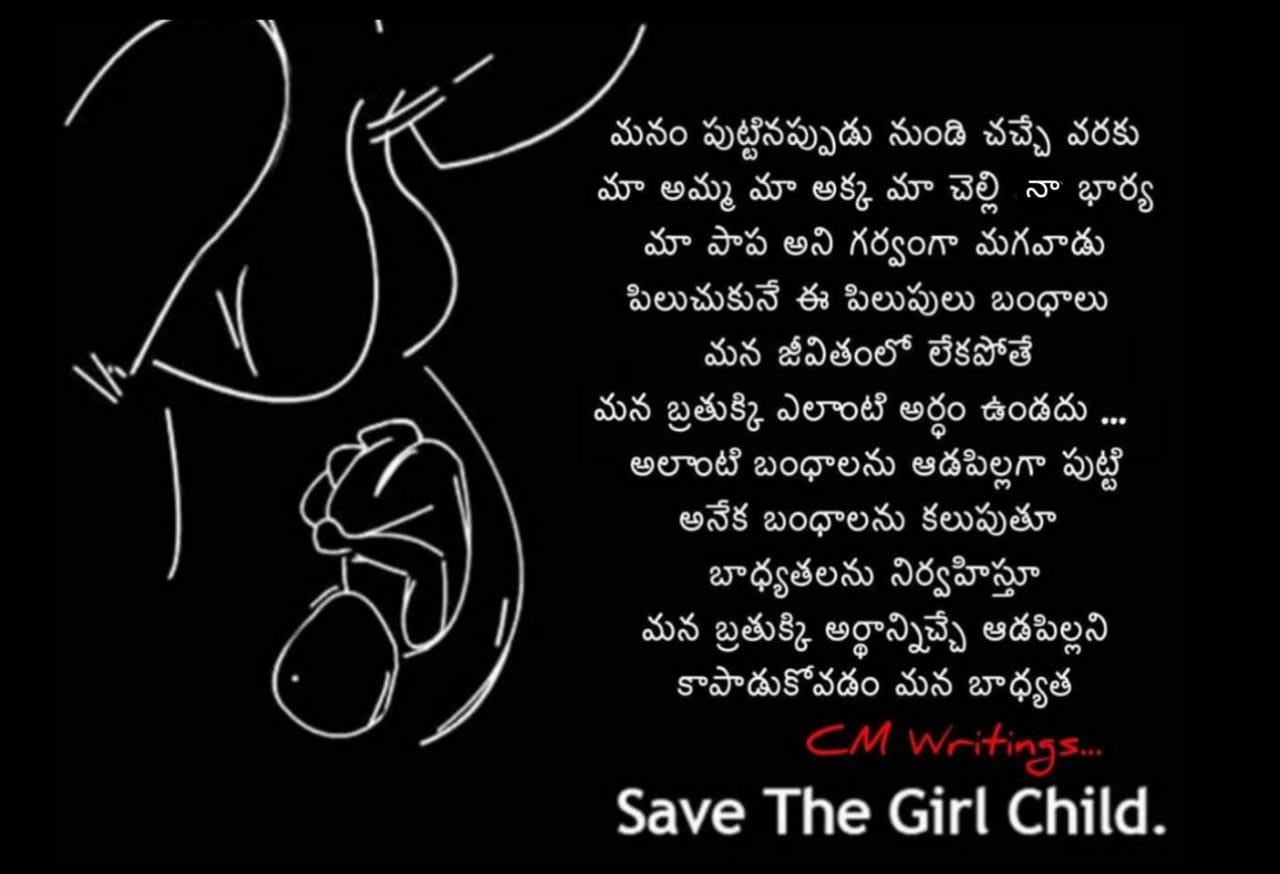 మనం పుట్టినప్పుడు నుండి చచ్చే వరకు
మా అమ్మ మా అక్క మా చెల్లి నా భార్య
మా పాప అని గర్వంగా మగవాడు
పిలుచుకునే ఈ పిలుపులు బంధాలు
మన జీవితంలో లేకపోతే
మన బ్రతుక్కి ఎలాంటి అర్ధం ఉండదు ...
అలాంటి బంధాలను ఆడపిల్లగా పుట్టి
అనేక బంధాలను కలుపుతూ
బాధ్యతలను నిర్వహిస్తూ
మన బ్రతుక్కి అర్థాన్నిచ్చే ఆడపిల్లని
కాపాడుకోవడం మన బాధ్యత
CM Writings...
Save The Girl Child.